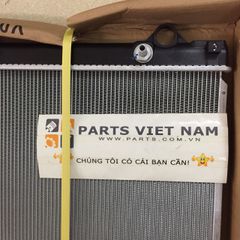 PARTS VIET NAM
WWW.PARTS.COM.VN
CHÚNG TÔI CÓ CÁI BẠN CẦN!